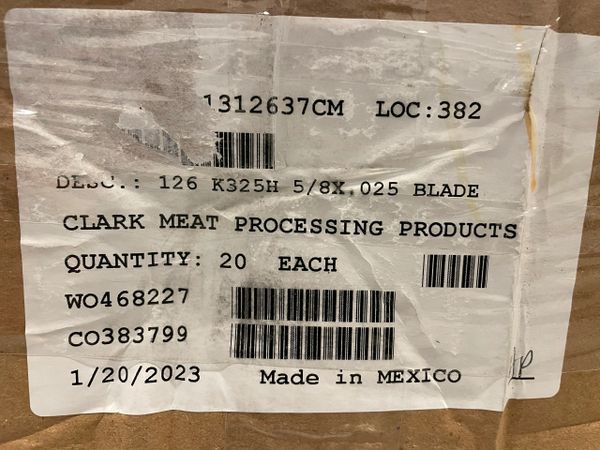 1312637CM LOC:382
DESC.: 126 K325H 5/8X.025 BLADE
CLARK MEAT PROCESSING PRODUCTS
QUANTITY: 20 EACH
WO468227
CO383799
1/20/2023 Made in MEXICO